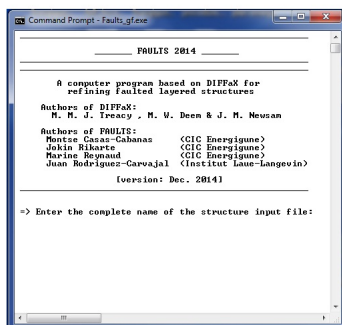 Command Prompt - Faults_gf.exe
______ FAULTS 2014 ______
A computer program based on DIFFaX for
refining faulted layered structures
Authors of DIFFaX:
M. M. J. Treacy , M. W. Deem & J. M. Newsam
Authors of FAULTS:
Montse Casas-Cabanas (CIC Energigune)
Jokin Rikarte (CIC Energigune)
Marine Reynaud (CIC Energigune)
Juan Rodriguez-Carvajal (Institut Laue-Langevin)
[version: Dec. 2014]
=> Enter the complete name of the structure input file: